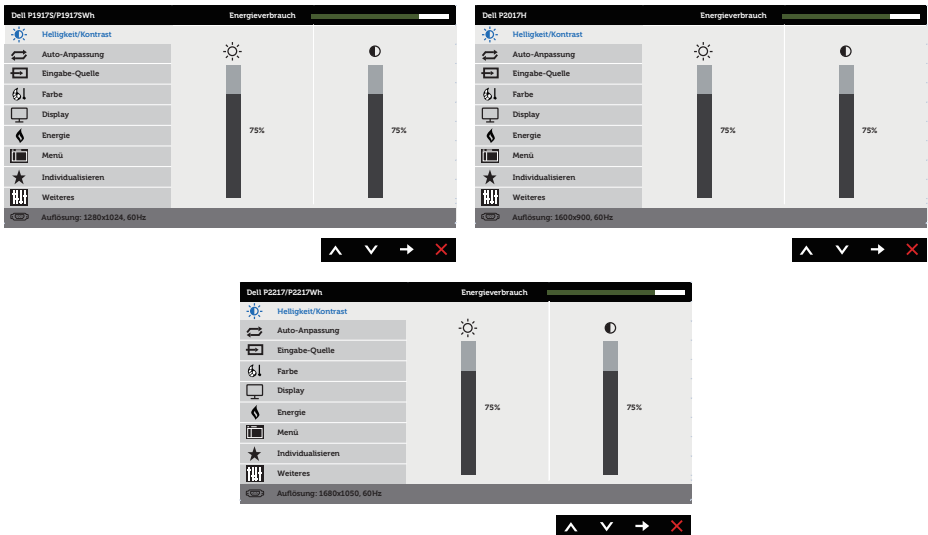 Dell P1917S/P1917SWh Energieverbrauch
Helligkeit/Kontrast
Auto-Anpassung
Eingabe-Quelle
Farbe
Display
Energie
Menü
Individualisieren
Weiteres
75% 75%
Auflösung: 1280x1024, 60Hz
Dell P2017H Energieverbrauch
Helligkeit/Kontrast
Auto-Anpassung
Eingabe-Quelle
Farbe
Display
Energie
Menü
Individualisieren
Weiteres
75% 75%
Auflösung: 1600x900, 60Hz
Dell P2217/P2217Wh Energieverbrauch
Helligkeit/Kontrast
Auto-Anpassung
Eingabe-Quelle
Farbe
Display
Energie
Menü
Individualisieren
Weiteres
75% 75%
Auflösung: 1680x1050, 60Hz